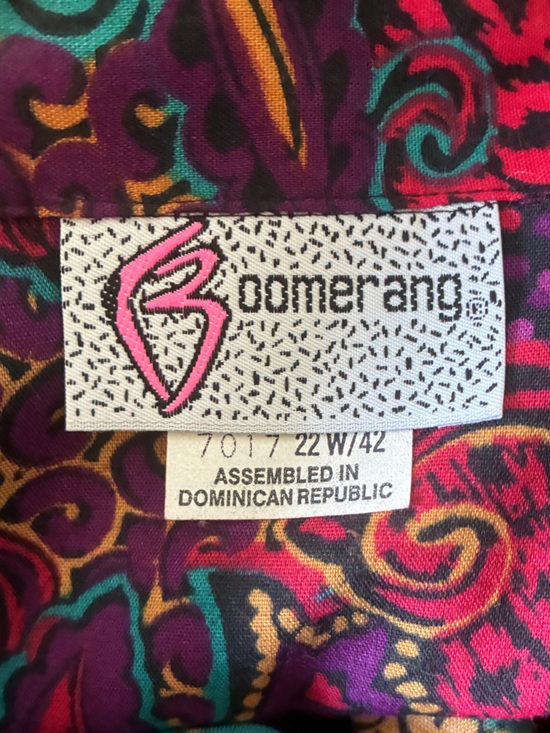 Boomerang ®
7017 22 W/42
ASSEMBLED IN
DOMINICAN REPUBLIC